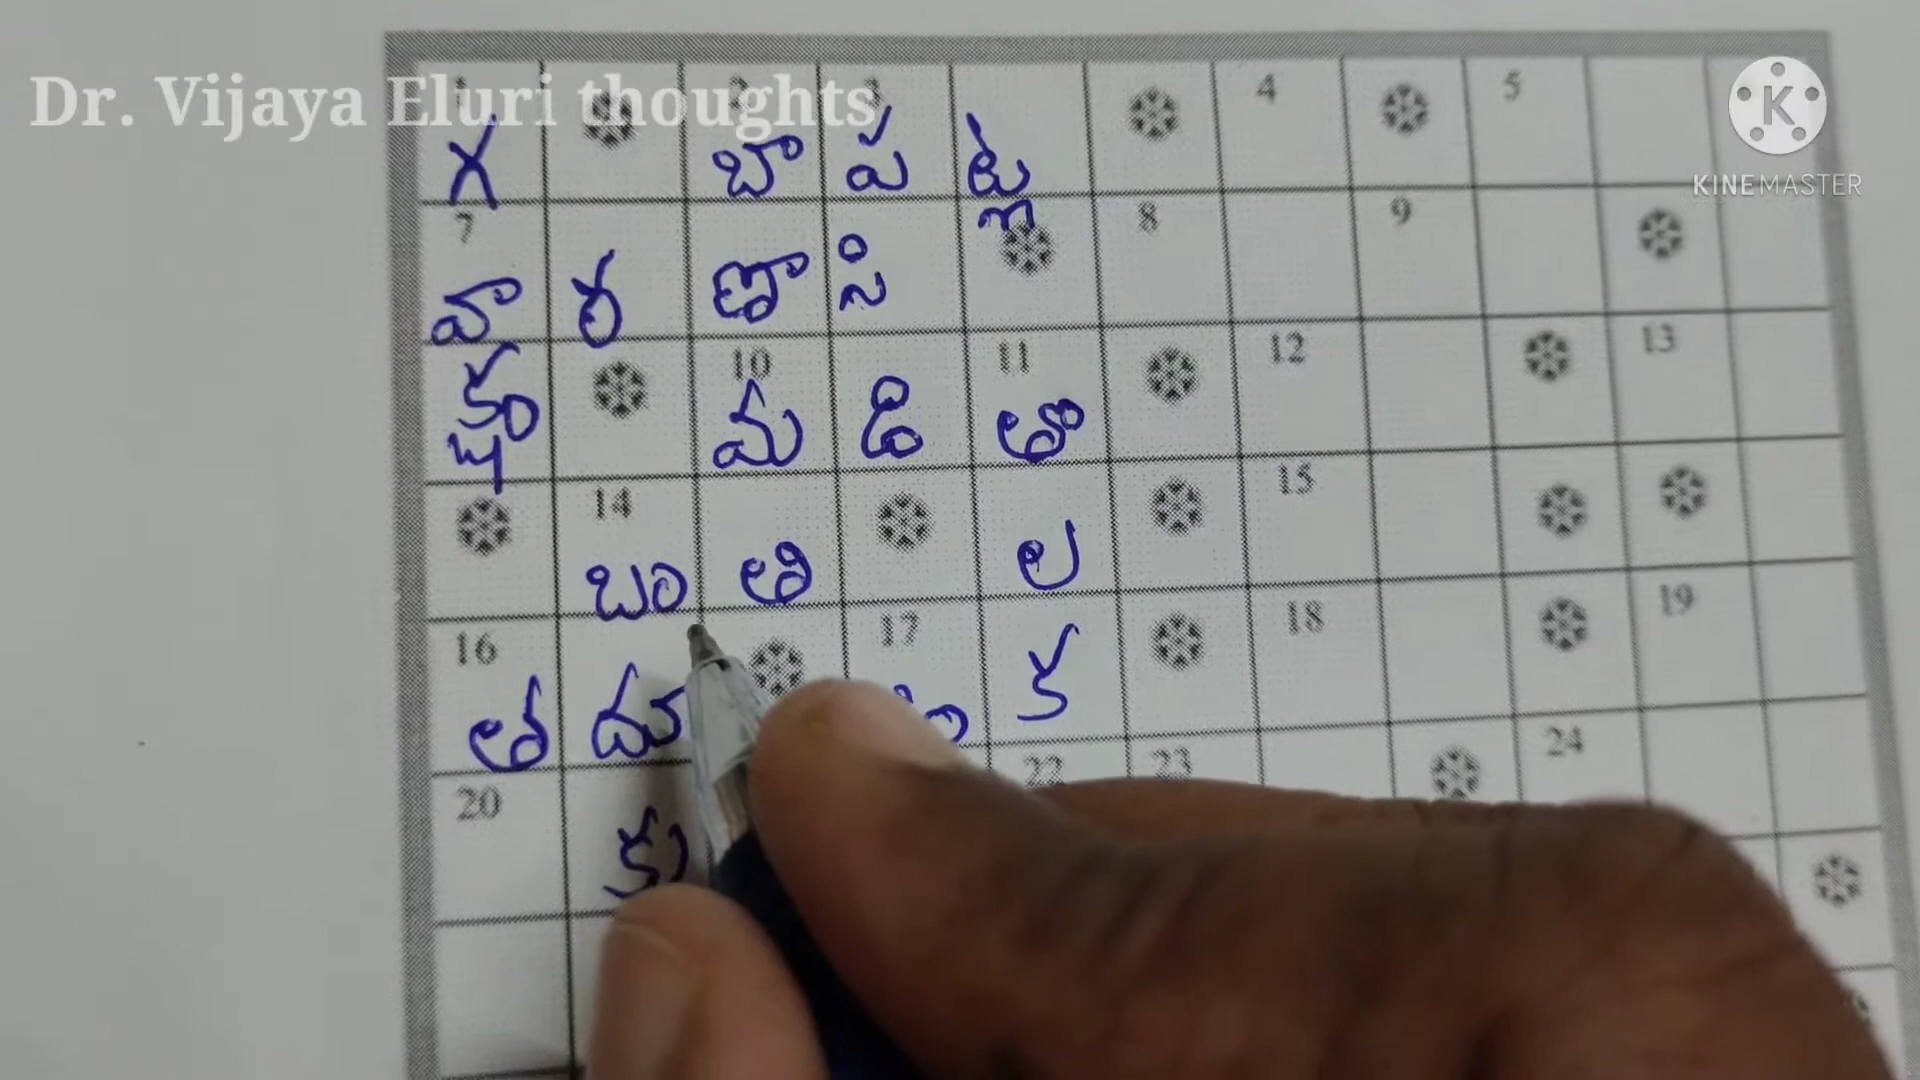 Dr. Vijaya Eluri thoughts
KINEMASTER
1 2 3 4 5
గ బా ప ట్ల
7 8 9
వా ర ణా సి
10 11 12 13
క్షం మ డి తొ
14 15
బం తి ల
16 17 18 19
త దూ క
20 22 23 24
కు